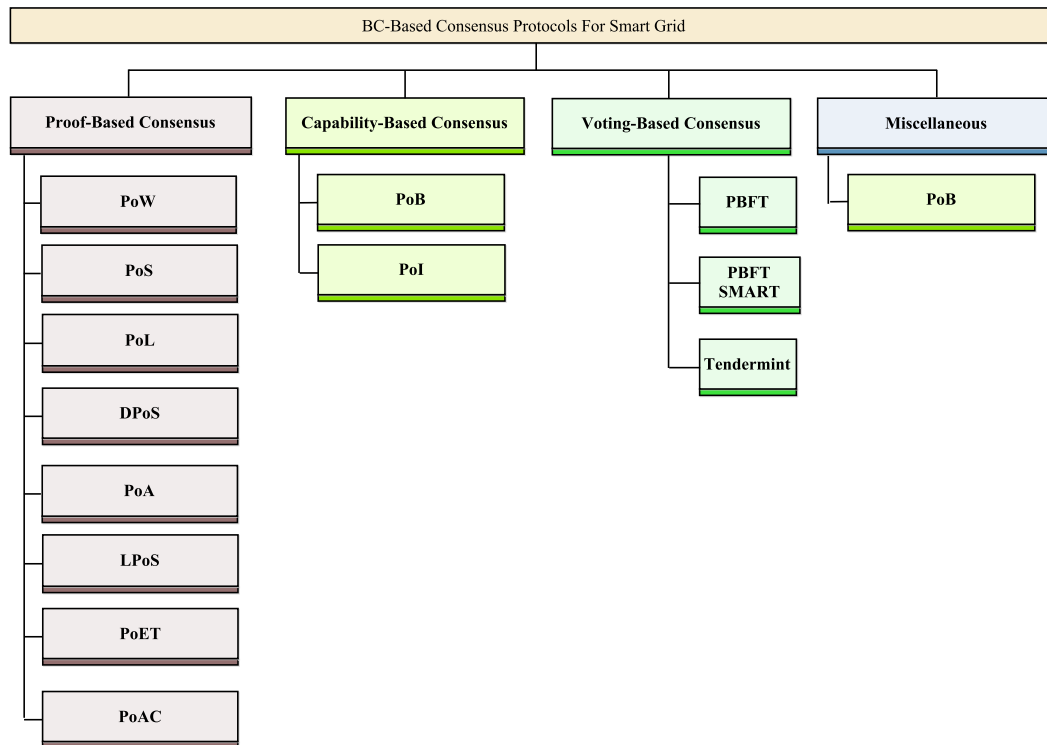 BC-Based Consensus Protocols For Smart Grid
Proof-Based Consensus
Capability-Based Consensus
Voting-Based Consensus
Miscellaneous
PoW
PoS
PoL
DPoS
PoA
LPoS
PoET
PoAC
PoB
PoI
PBFT
PBFT
SMART
Tendermint
PoB